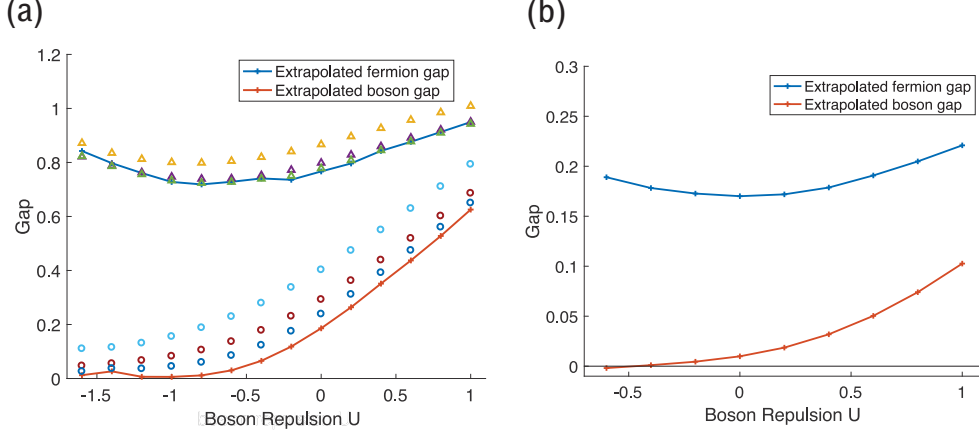 (a)
(b)
1.2
1
0.8
0.6
0.4
0.2
0
Gap
Extrapolated fermion gap
Extrapolated boson gap
-1.5
-1
-0.5
0
0.5
1
Boson Repulsion U
0.3
0.25
0.2
0.15
0.1
0.05
0
Gap
Extrapolated fermion gap
Extrapolated boson gap
-0.5
0
0.5
1
Boson Repulsion U